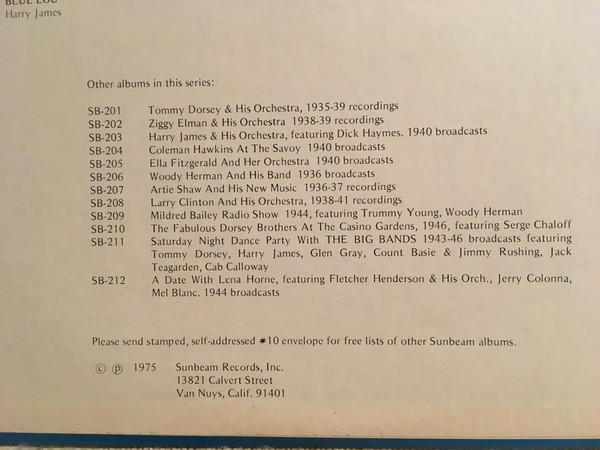 BLUE LOU
Harry James
Other albums in this series:
SB-201 Tommy Dorsey & His Orchestra, 1935-39 recordings
SB-202 Ziggy Elman & His Orchestra 1938-39 recordings
SB-203 Harry James & His Orchestra, featuring Dick Haymes. 1940 broadcasts
SB-204 Coleman Hawkins At The Savoy 1940 broadcasts
SB-205 Ella Fitzgerald And Her Orchestra 1940 broadcasts
SB-206 Woody Herman And His Band 1936 broadcasts
SB-207 Artie Shaw And His New Music 1936-37 recordings
SB-208 Larry Clinton And His Orchestra, 1938-41 recordings
SB-209 Mildred Bailey Radio Show 1944, featuring Trummy Young, Woody Herman
SB-210 The Fabulous Dorsey Brothers At The Casino Gardens, 1946, featuring Serge Chaloff
SB-211 Saturday Night Dance Party With THE BIG BANDS 1943-46 broadcasts featuring
Tommy Dorsey, Harry James, Glen Gray, Count Basie & Jimmy Rushing, Jack
Teagarden, Cab Calloway
SB-212 A Date With Lena Horne, featuring Fletcher Henderson & His Orch., Jerry Colonna,
Mel Blanc. 1944 broadcasts
Please send stamped, self-addressed #10 envelope for free lists of other Sunbeam albums.
© ℗ 1975 Sunbeam Records, Inc.
13821 Calvert Street
Van Nuys, Calif. 91401